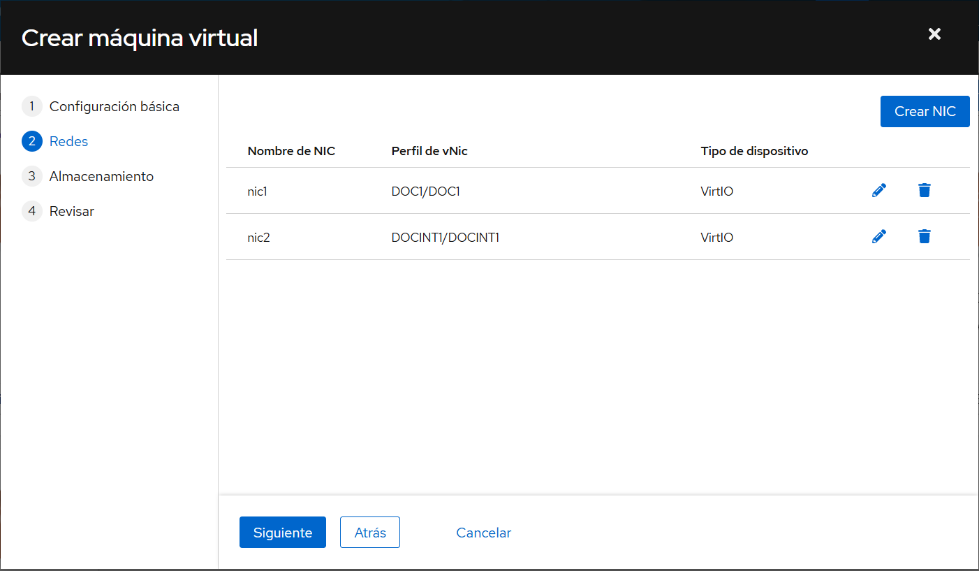 Crear máquina virtual
1 Configuración básica
2 Redes
3 Almacenamiento
4 Revisar
Crear NIC
Nombre de NIC Perfil de vNic Tipo de dispositivo
nic1 DOC1/DOC1 VirtIO
nic2 DOCINT1/DOCINT1 VirtIO
Siguiente Atrás Cancelar